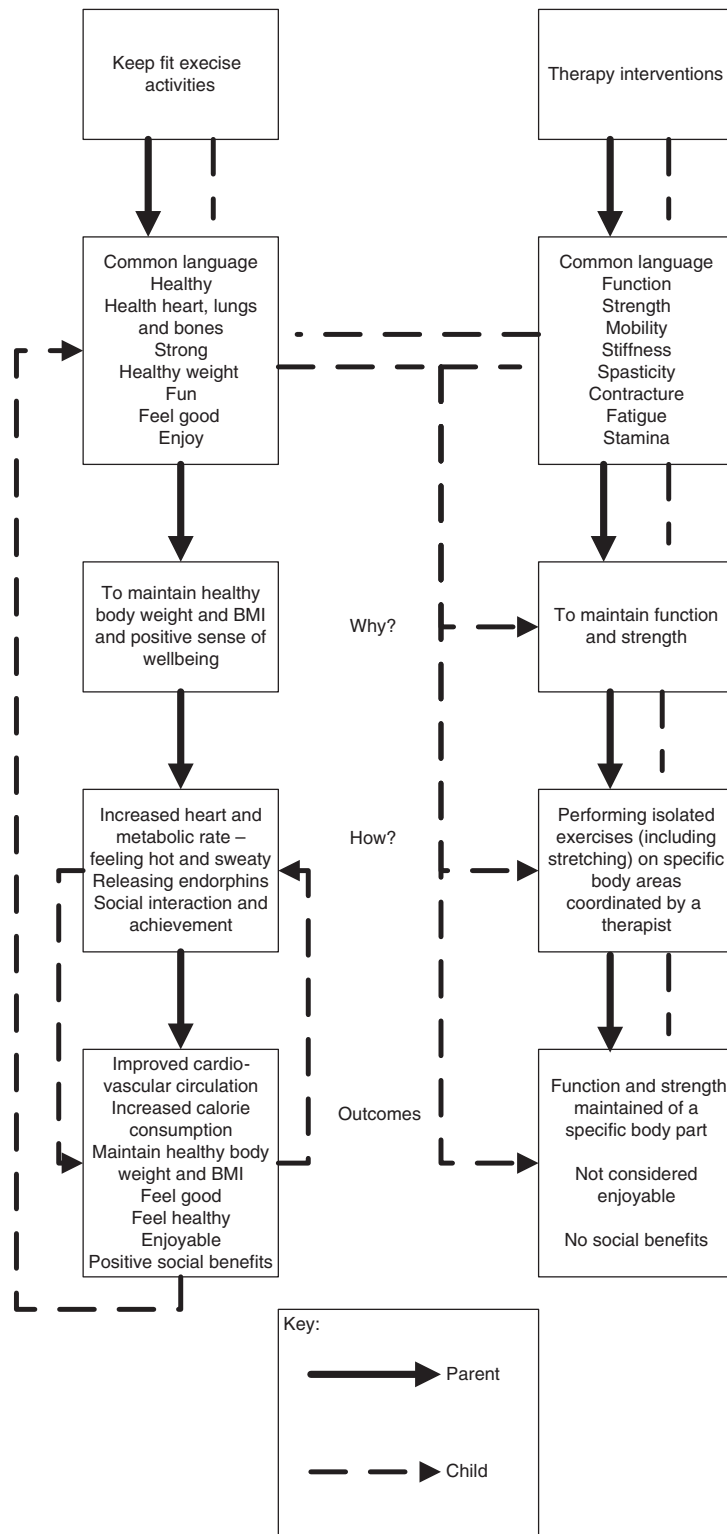 Keep fit execise
activities
Therapy interventions
Common language
Healthy
Health heart, lungs
and bones
Strong
Healthy weight
Fun
Feel good
Enjoy
Common language
Function
Strength
Mobility
Stiffness
Spasticity
Contracture
Fatigue
Stamina
To maintain healthy
body weight and BMI
and positive sense of
wellbeing
Why?
To maintain function
and strength
Increased heart and
metabolic rate –
feeling hot and sweaty
Releasing endorphins
Social interaction and
achievement
How?
Performing isolated
exercises (including
stretching) on specific
body areas
coordinated by a
therapist
Improved cardio-
vascular circulation
Increased calorie
consumption
Maintain healthy body
weight and BMI
Feel good
Feel healthy
Enjoyable
Positive social benefits
Outcomes
Function and strength
maintained of a
specific body part
Not considered
enjoyable
No social benefits
Key:
Parent
Child